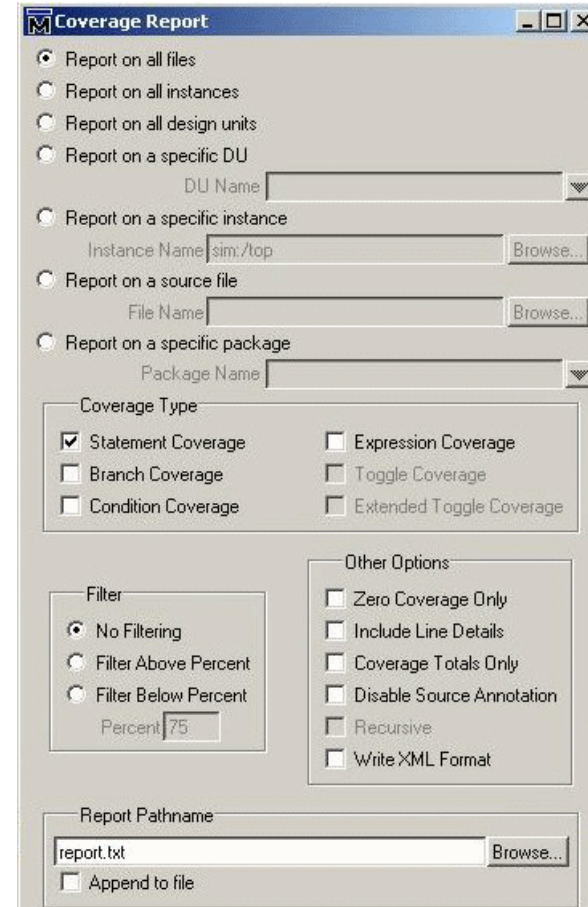 Coverage Report
Report on all files
Report on all instances
Report on all design units
Report on a specific DU
DU Name
Report on a specific instance
Instance Name sim:/top Browse...
Report on a source file
File Name Browse...
Report on a specific package
Package Name
Coverage Type
Statement Coverage Expression Coverage
Branch Coverage Toggle Coverage
Condition Coverage Extended Toggle Coverage
Filter
No Filtering
Filter Above Percent
Filter Below Percent
Percent 75
Other Options
Zero Coverage Only
Include Line Details
Coverage Totals Only
Disable Source Annotation
Recursive
Write XML Format
Report Pathname
report.txt Browse...
Append to file